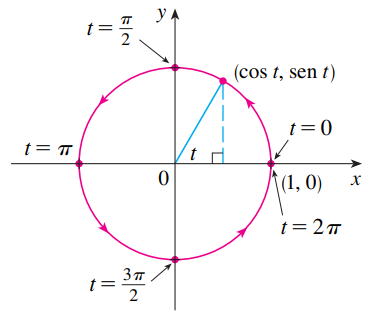 y
t = π/2
(cos t, sen t)
t = 0
t = π
t
0
(1, 0)
x
t = 2π
t = 3π/2